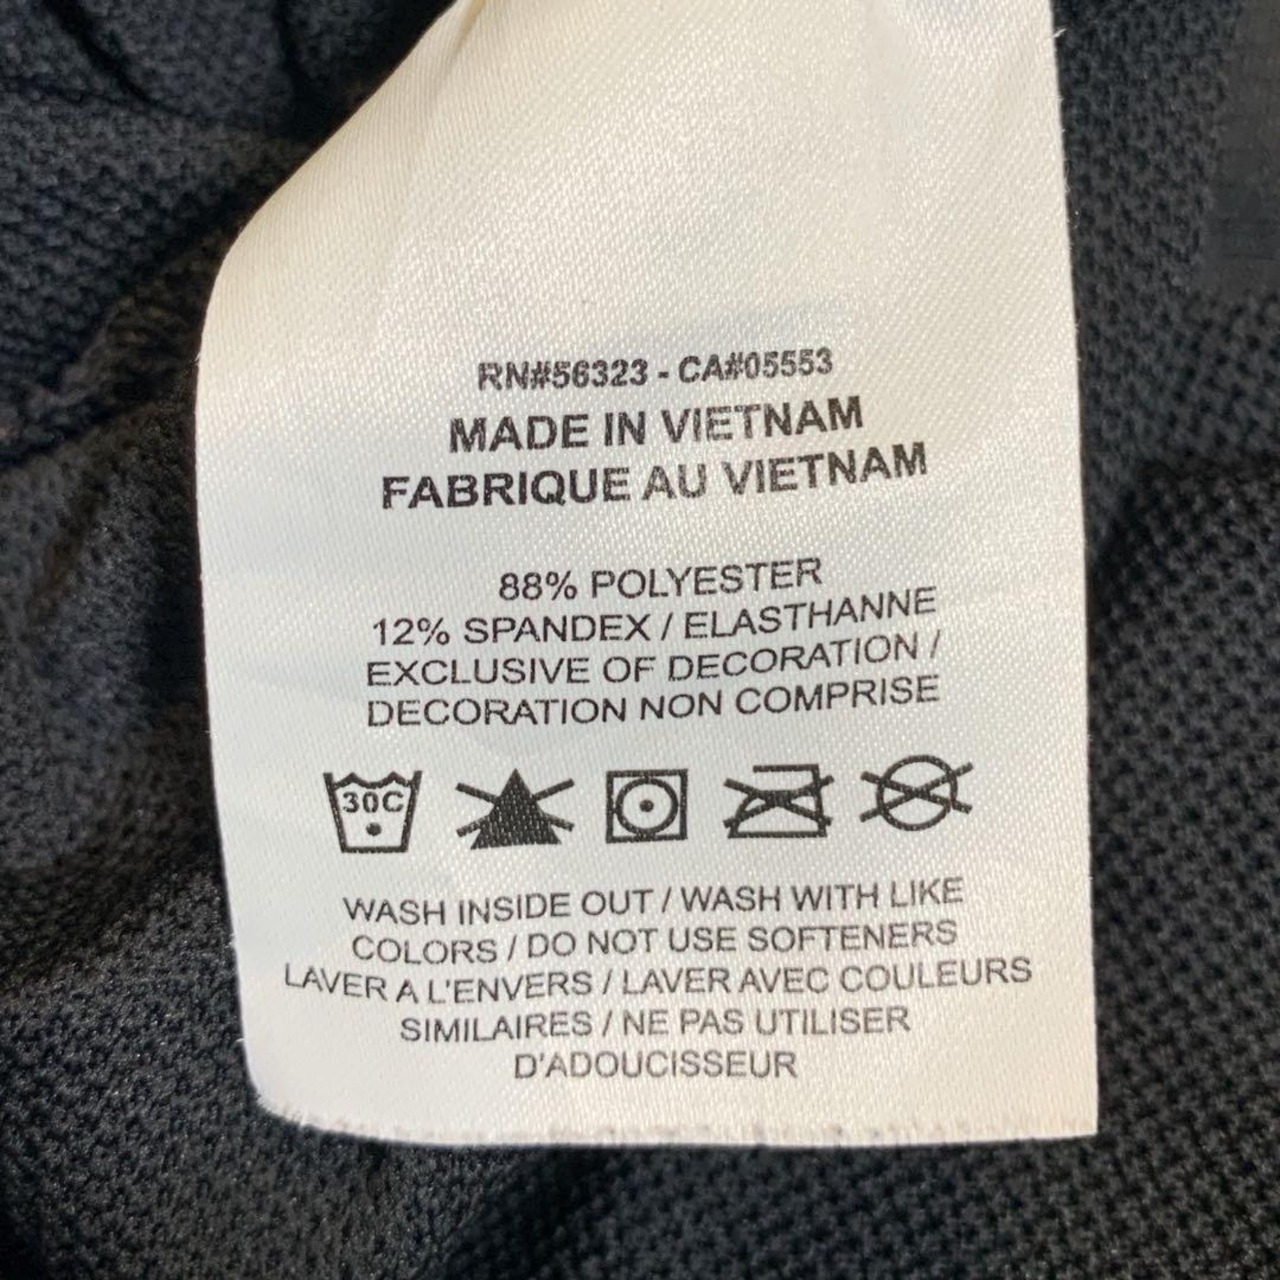 RN#56323 - CA#05553
MADE IN VIETNAM
FABRIQUE AU VIETNAM
88% POLYESTER
12% SPANDEX / ELASTHANNE
EXCLUSIVE OF DECORATION /
DECORATION NON COMPRISE
30C
WASH INSIDE OUT / WASH WITH LIKE
COLORS / DO NOT USE SOFTENERS
LAVER A L'ENVERS / LAVER AVEC COULEURS
SIMILAIRES / NE PAS UTILISER
D'ADOUCISSEUR